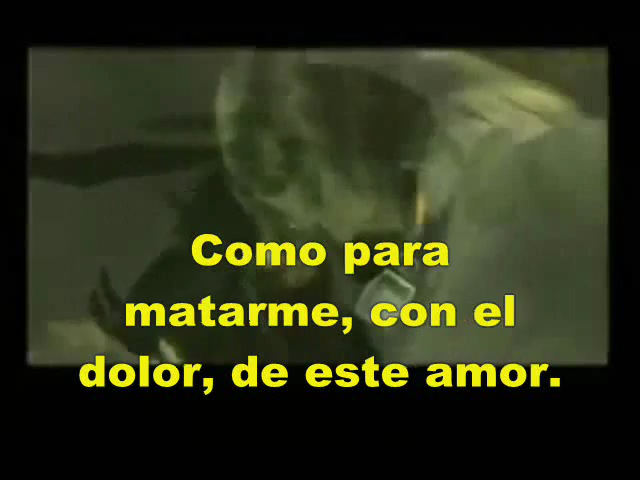 Como para
matarme, con el
dolor, de este amor.